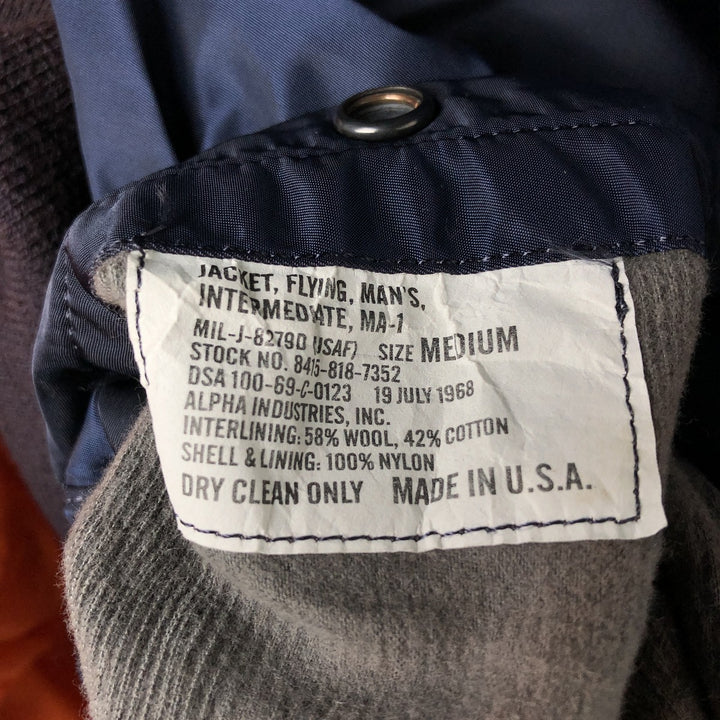 JACKET, FLYING, MAN'S,
INTERMEDIATE, MA-1
MIL-J-8279D (USAF) SIZE MEDIUM
STOCK NO. 8415-818-7352
DSA 100-69-C-0123 19 JULY 1968
ALPHA INDUSTRIES, INC.
INTERLINING: 58% WOOL, 42% COTTON
SHELL & LINING: 100% NYLON
DRY CLEAN ONLY MADE IN U.S.A.